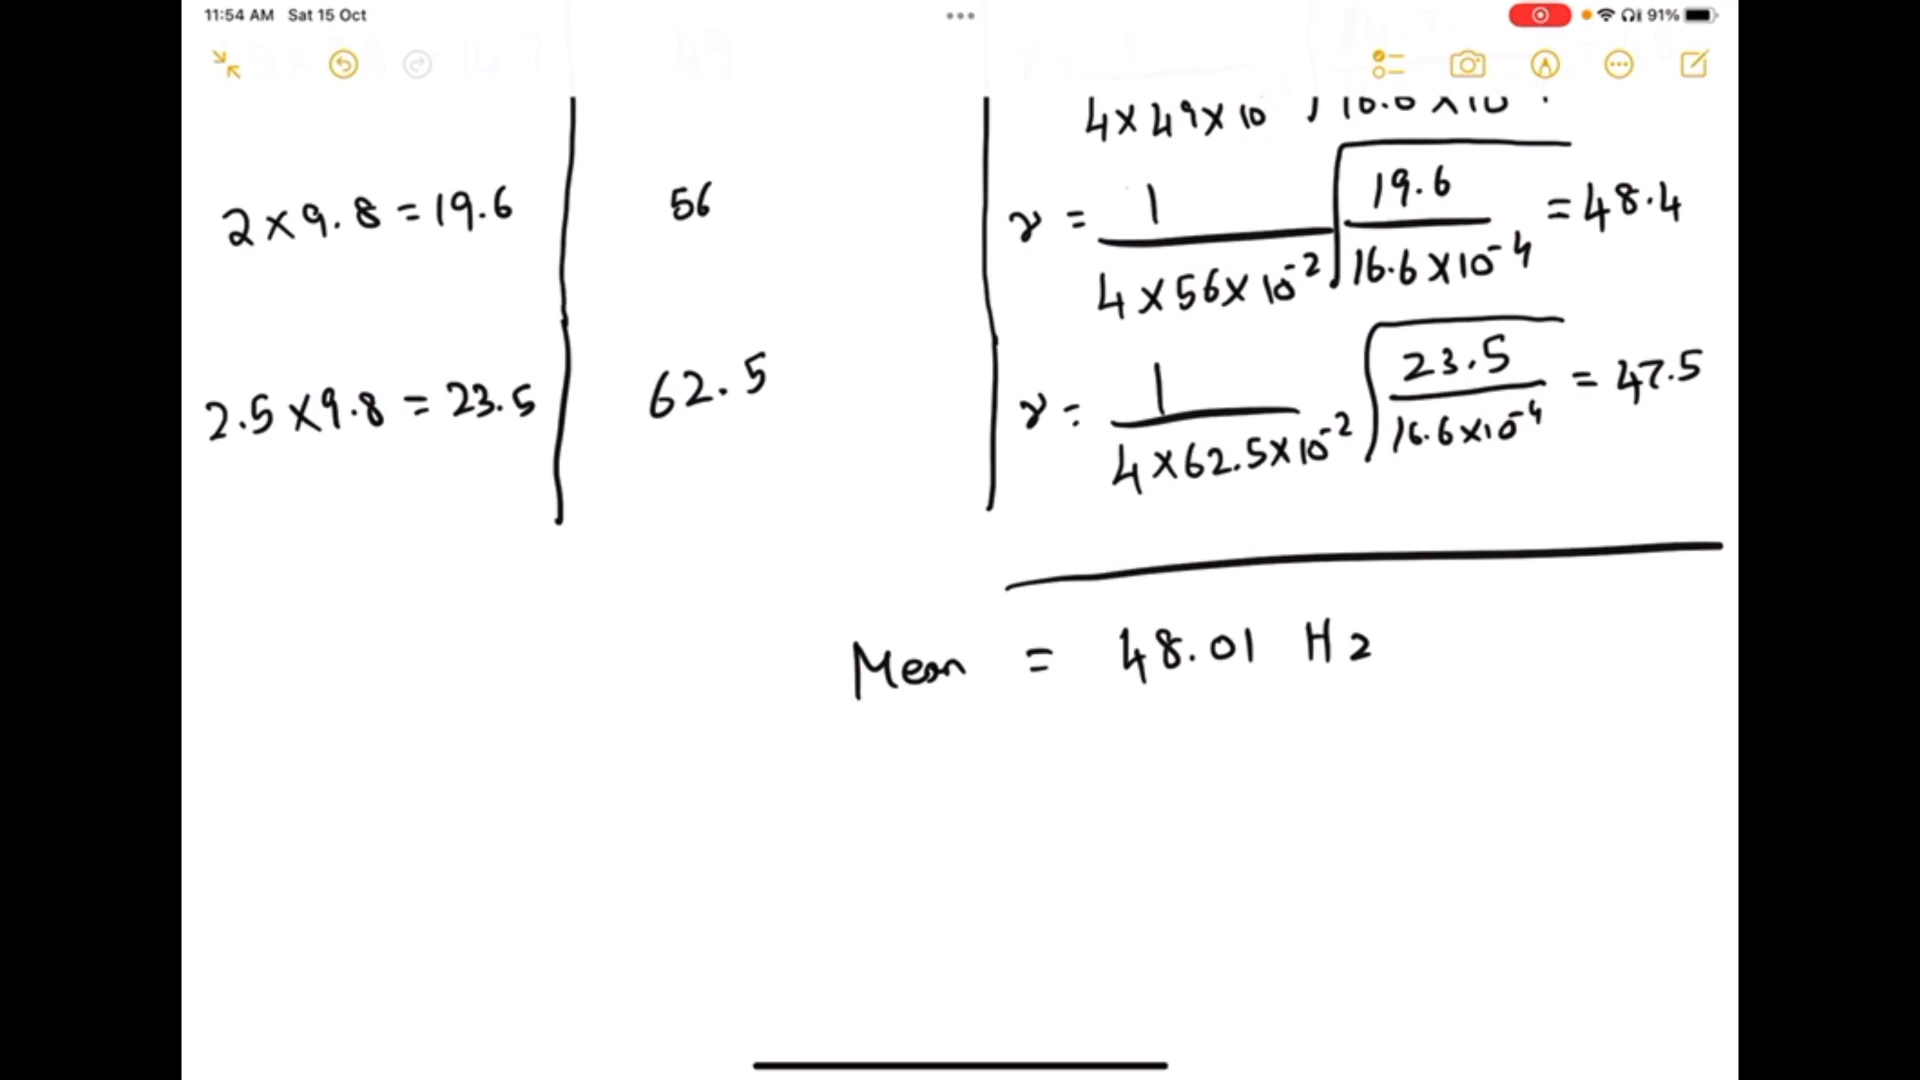 11:54 AM Sat 15 Oct
91%
4 × 49 × 10
2 × 9.8 = 19.6
56
ν = 1 / 4 × 56 × 10⁻² √ 19.6 / 16.6 × 10⁻⁴ = 48.4
2.5 × 9.8 = 23.5
62.5
ν = 1 / 4 × 62.5 × 10⁻² √ 23.5 / 16.6 × 10⁻⁴ = 47.5
Mean = 48.01 Hz